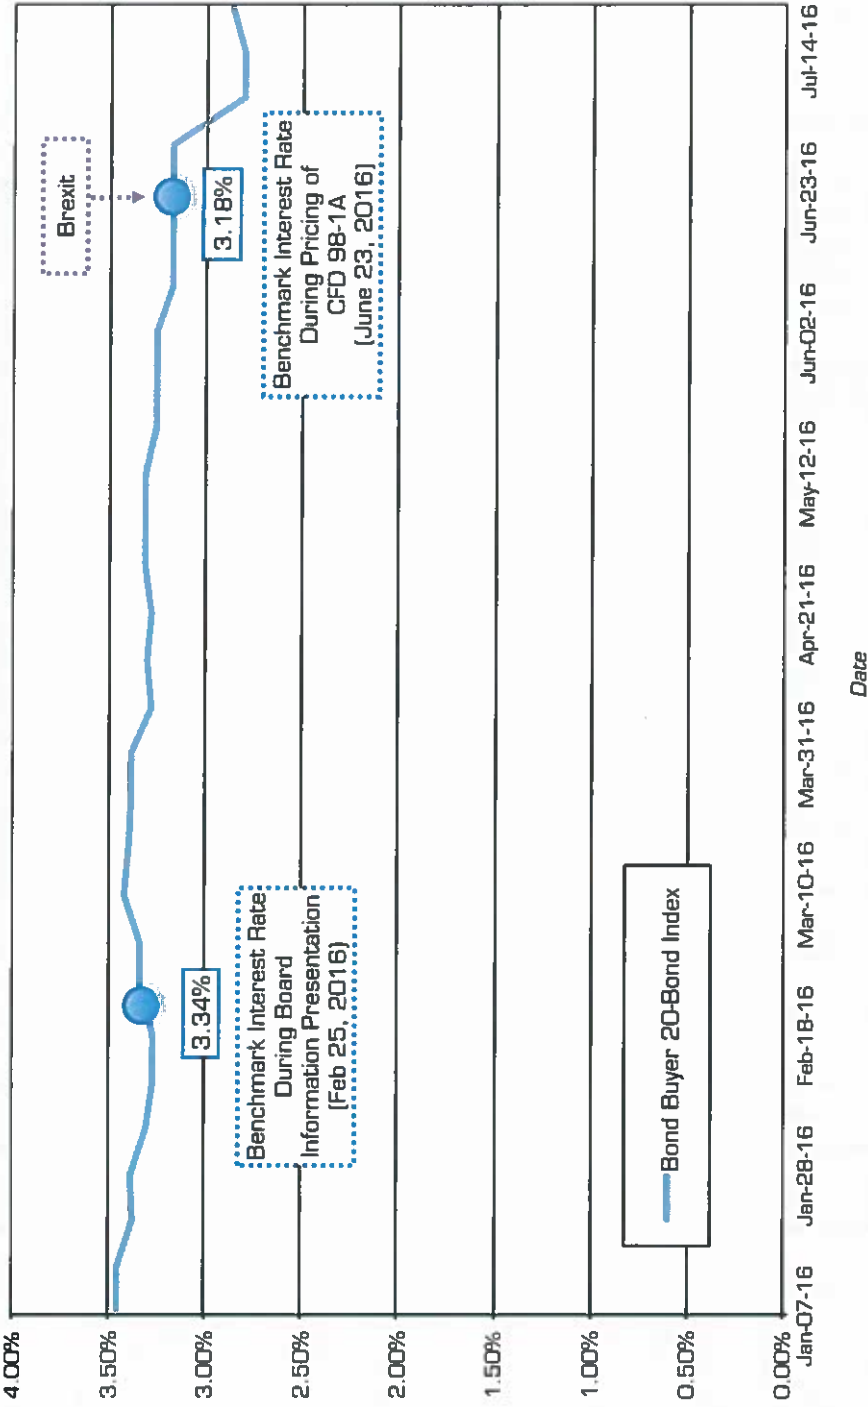 4.00%
3.50%
3.00%
2.50%
2.00%
1.50%
1.00%
0.50%
0.00%
Brexit
3.34%
3.18%
Benchmark Interest Rate
During Board
Information Presentation
(Feb 25, 2016)
Benchmark Interest Rate
During Pricing of
CFD 98-1A
(June 23, 2016)
Bond Buyer 20-Bond Index
Jan-07-16
Jan-28-16
Feb-18-16
Mar-10-16
Mar-31-16
Apr-21-16
May-12-16
Jun-02-16
Jun-23-16
Jul-14-16
Date